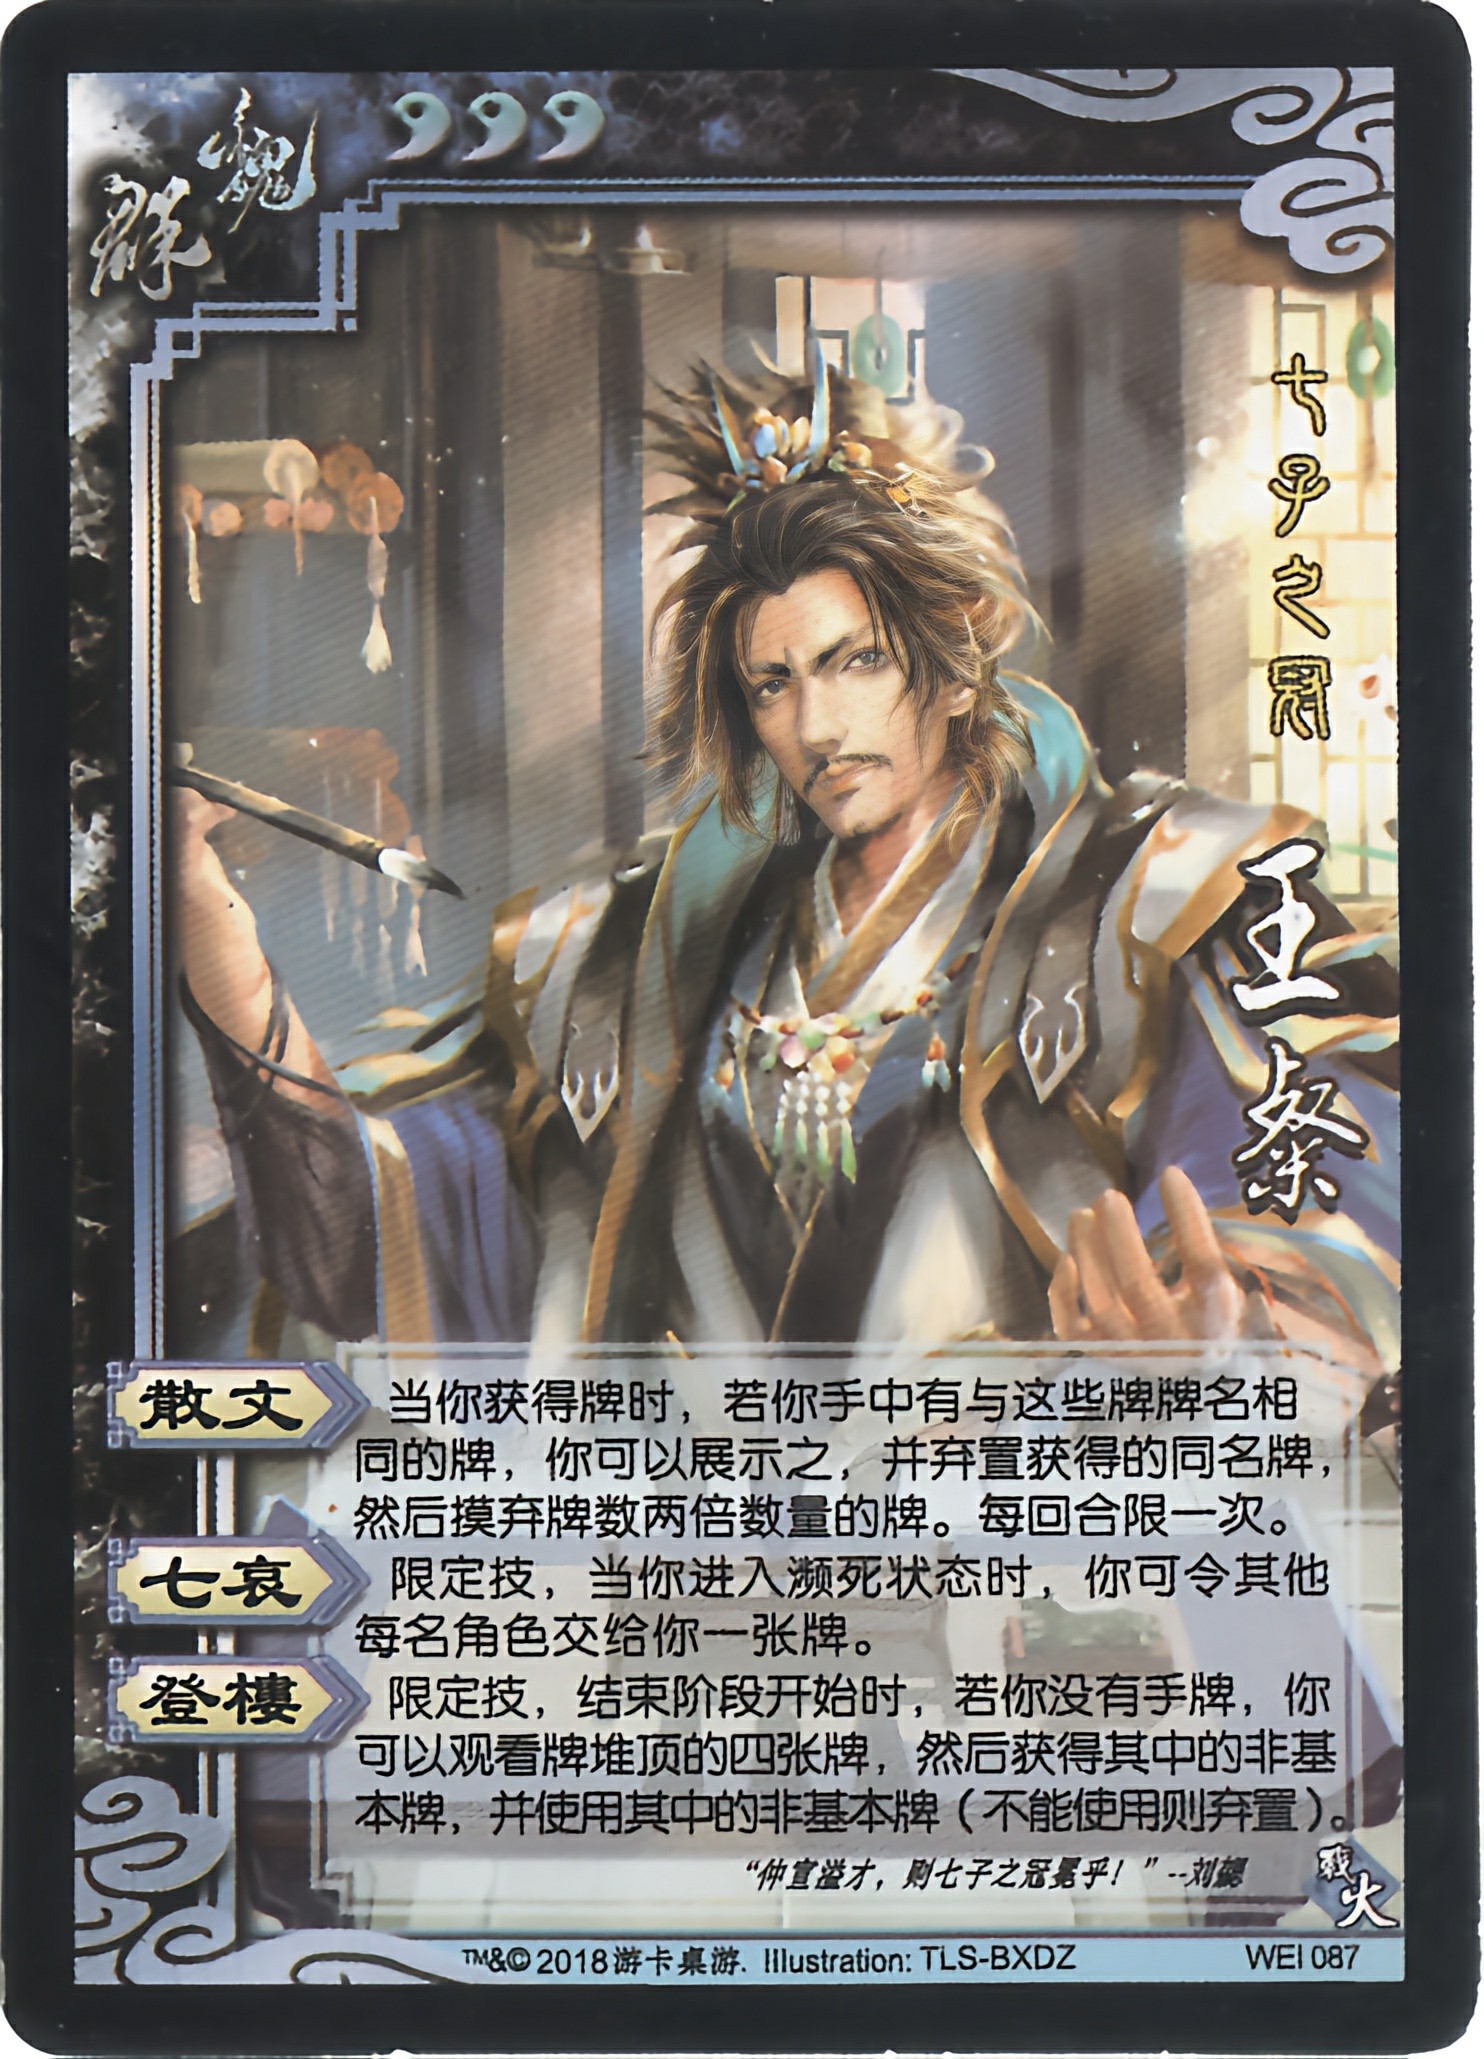 魏
群
七子之冠
王粲
散文
当你获得牌时，若你手中有与这些牌牌名相
同的牌，你可以展示之，并弃置获得的同名牌，
然后摸弃牌数两倍数量的牌。每回合限一次。
七哀
限定技，当你进入濒死状态时，你可令其他
每名角色交给你一张牌。
登樓
限定技，结束阶段开始时，若你没有手牌，你
可以观看牌堆顶的四张牌，然后获得其中的非基
本牌，并使用其中的非基本牌（不能使用则弃置）。
“仲宣溢才，则七子之冠冕乎！”--刘勰
戰火
™&© 2018游卡桌游. Illustration: TLS-BXDZ
WEI 087